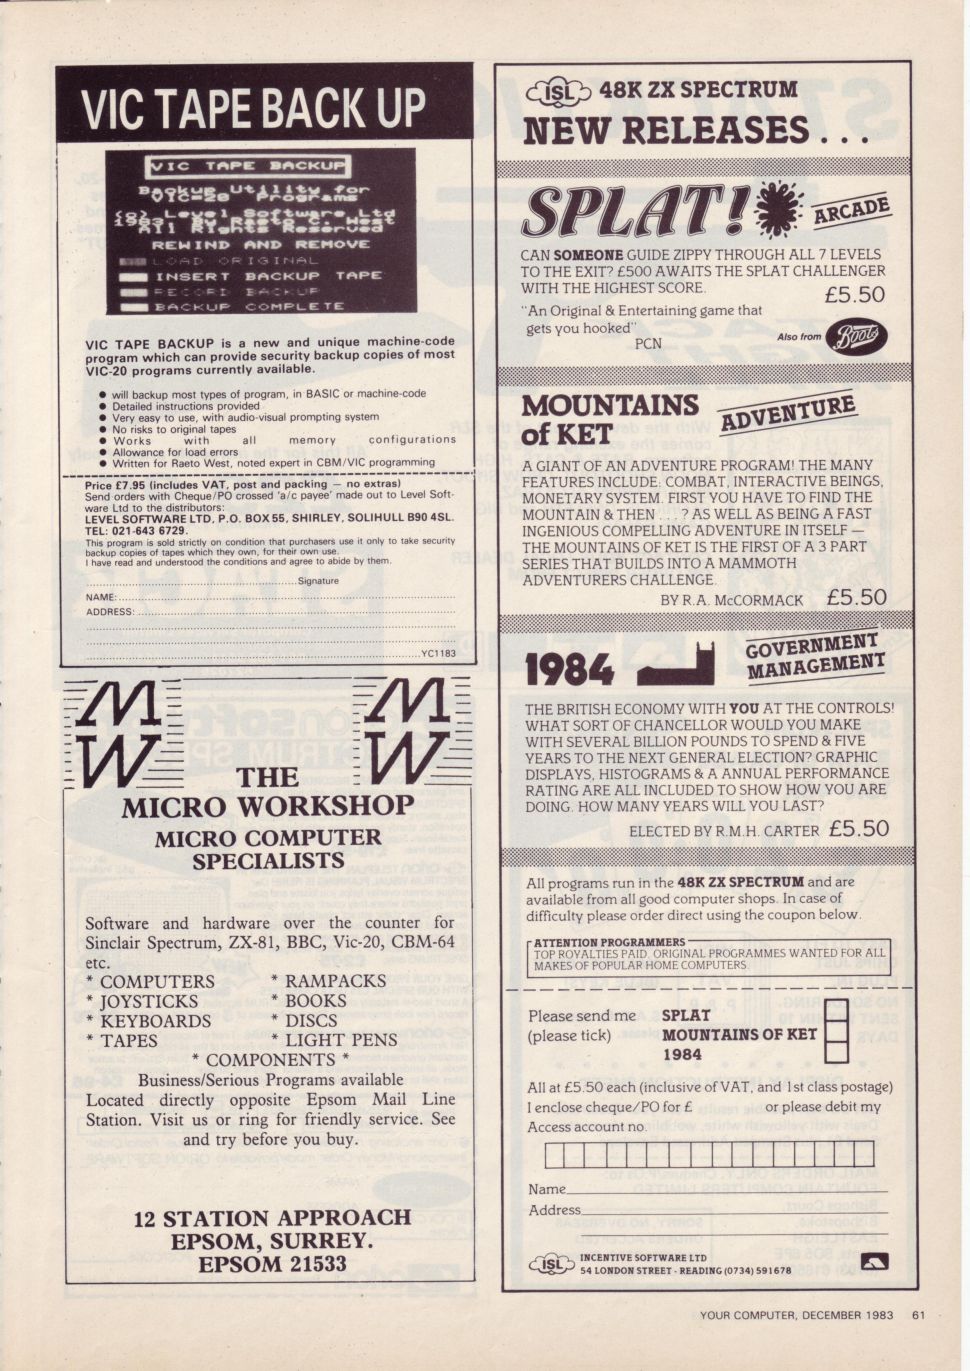 VIC TAPE BACK UP
VIC TAPE BACKUP
Backup Utility for
VIC-20 Programs
(C) Level Software Ltd
1983 By Raeto C. West
All Rights Reserved
REWIND AND REMOVE
LOAD ORIGINAL
INSERT BACKUP TAPE
RECORD BACKUP
BACKUP COMPLETE
VIC TAPE BACKUP is a new and unique machine-code
program which can provide security backup copies of most
VIC-20 programs currently available.
● will backup most types of program, in BASIC or machine-code
● Detailed instructions provided
● Very easy to use, with audio-visual prompting system
● No risks to original tapes
● Works with all memory configurations
● Allowance for load errors
● Written for Raeto West, noted expert in CBM/VIC programming
Price £7.95 (includes VAT, post and packing — no extras)
Send orders with Cheque/PO crossed 'a/c payee' made out to Level Soft-
ware Ltd to the distributors:
LEVEL SOFTWARE LTD, P.O. BOX 55, SHIRLEY, SOLIHULL B90 4SL.
TEL: 021-643 6729.
This program is sold strictly on condition that purchasers use it only to take security
backup copies of tapes which they own, for their own use.
I have read and understood the conditions and agree to abide by them.
Signature
NAME:
ADDRESS:
YC1183
MW
MW
THE
MICRO WORKSHOP
MICRO COMPUTER
SPECIALISTS
Software and hardware over the counter for
Sinclair Spectrum, ZX-81, BBC, Vic-20, CBM-64
etc.
* COMPUTERS * RAMPACKS
* JOYSTICKS * BOOKS
* KEYBOARDS * DISCS
* TAPES * LIGHT PENS
* COMPONENTS *
Business/Serious Programs available
Located directly opposite Epsom Mail Line
Station. Visit us or ring for friendly service. See
and try before you buy.
12 STATION APPROACH
EPSOM, SURREY.
EPSOM 21533
ISL 48K ZX SPECTRUM
NEW RELEASES . . .
SPLAT! ARCADE
CAN SOMEONE GUIDE ZIPPY THROUGH ALL 7 LEVELS
TO THE EXIT? £500 AWAITS THE SPLAT CHALLENGER
WITH THE HIGHEST SCORE.
£5.50
"An Original & Entertaining game that
gets you hooked"
PCN
Also from Boots
MOUNTAINS
of KET
ADVENTURE
A GIANT OF AN ADVENTURE PROGRAM! THE MANY
FEATURES INCLUDE: COMBAT, INTERACTIVE BEINGS,
MONETARY SYSTEM. FIRST YOU HAVE TO FIND THE
MOUNTAIN & THEN . . . ? AS WELL AS BEING A FAST
INGENIOUS COMPELLING ADVENTURE IN ITSELF —
THE MOUNTAINS OF KET IS THE FIRST OF A 3 PART
SERIES THAT BUILDS INTO A MAMMOTH
ADVENTURERS CHALLENGE.
BY R.A. McCORMACK £5.50
1984
GOVERNMENT
MANAGEMENT
THE BRITISH ECONOMY WITH YOU AT THE CONTROLS!
WHAT SORT OF CHANCELLOR WOULD YOU MAKE
WITH SEVERAL BILLION POUNDS TO SPEND & FIVE
YEARS TO THE NEXT GENERAL ELECTION? GRAPHIC
DISPLAYS, HISTOGRAMS & A ANNUAL PERFORMANCE
RATING ARE ALL INCLUDED TO SHOW HOW YOU ARE
DOING. HOW MANY YEARS WILL YOU LAST?
ELECTED BY R.M.H. CARTER £5.50
All programs run in the 48K ZX SPECTRUM and are
available from all good computer shops. In case of
difficulty please order direct using the coupon below.
ATTENTION PROGRAMMERS
TOP ROYALTIES PAID. ORIGINAL PROGRAMMES WANTED FOR ALL
MAKES OF POPULAR HOME COMPUTERS.
Please send me SPLAT
(please tick) MOUNTAINS OF KET
1984
All at £5.50 each (inclusive of VAT, and 1st class postage)
I enclose cheque/PO for £ or please debit my
Access account no.
Name
Address
ISL INCENTIVE SOFTWARE LTD
54 LONDON STREET · READING (0734) 591678
YOUR COMPUTER, DECEMBER 1983 61